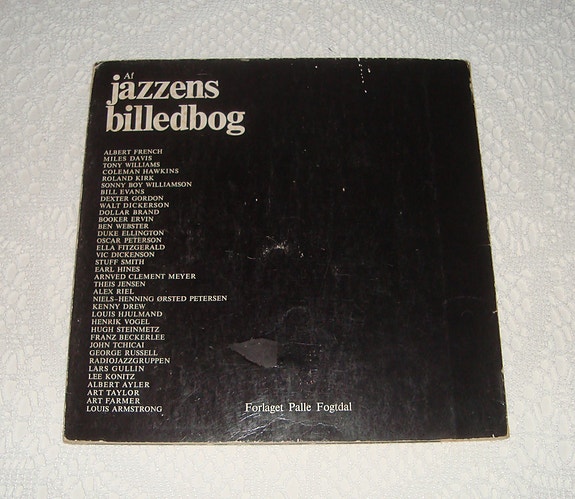 Af
jazzens
billedbog
ALBERT FRENCH
MILES DAVIS
TONY WILLIAMS
COLEMAN HAWKINS
ROLAND KIRK
SONNY BOY WILLIAMSON
BILL EVANS
DEXTER GORDON
WALT DICKERSON
DOLLAR BRAND
BOOKER ERVIN
BEN WEBSTER
DUKE ELLINGTON
OSCAR PETERSON
ELLA FITZGERALD
VIC DICKENSON
STUFF SMITH
EARL HINES
ARNVED CLEMENT MEYER
THEIS JENSEN
ALEX RIEL
NIELS-HENNING ØRSTED PETERSEN
KENNY DREW
LOUIS HJULMAND
HENRIK VOGEL
HUGH STEINMETZ
FRANZ BECKERLEE
JOHN TCHICAI
GEORGE RUSSELL
RADIOJAZZGRUPPEN
LARS GULLIN
LEE KONITZ
ALBERT AYLER
ART TAYLOR
ART FARMER
LOUIS ARMSTRONG
Forlaget Palle Fogtdal